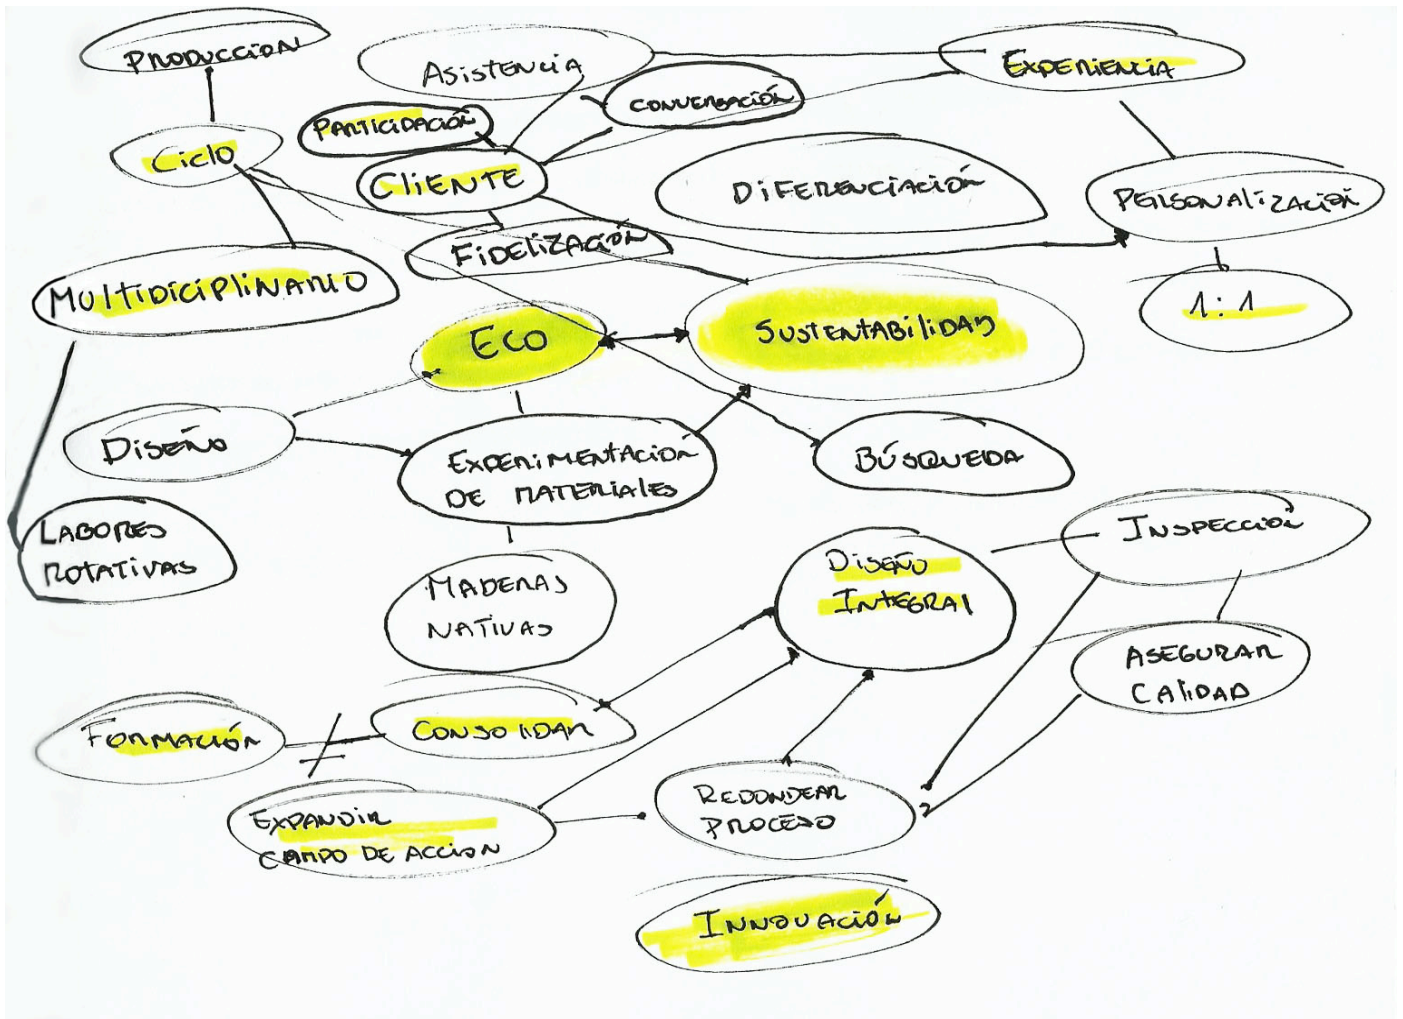 PRODUCCION
ASISTENCIA
EXPERIENCIA
CONVERSACIÓN
PARTICIPACIÓN
CICLO
CLIENTE
DIFERENCIACIÓN
PERSONALIZACIÓN
FIDELIZACIÓN
MULTIDICIPLINARIO
1:1
ECO
SUSTENTABILIDAD
DISEÑO
EXPERIMENTACIÓN
DE MATERIALES
BÚSQUEDA
LABORES
ROTATIVAS
INSPECCIÓN
DISEÑO
INTEGRAL
MADERAS
NATIVAS
ASEGURAR
CALIDAD
FORMACIÓN
CONSOLIDAR
REDONDEAR
PROCESO
EXPANDIR
CAMPO DE ACCION
INNOVACIÓN